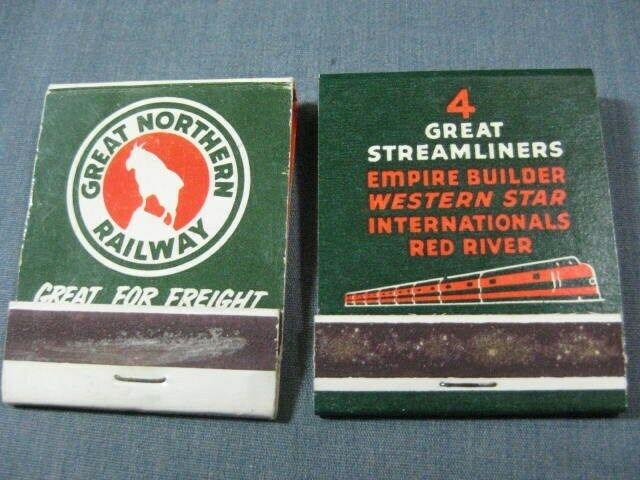 GREAT NORTHERN
RAILWAY
GREAT FOR FREIGHT
4
GREAT
STREAMLINERS
EMPIRE BUILDER
WESTERN STAR
INTERNATIONALS
RED RIVER